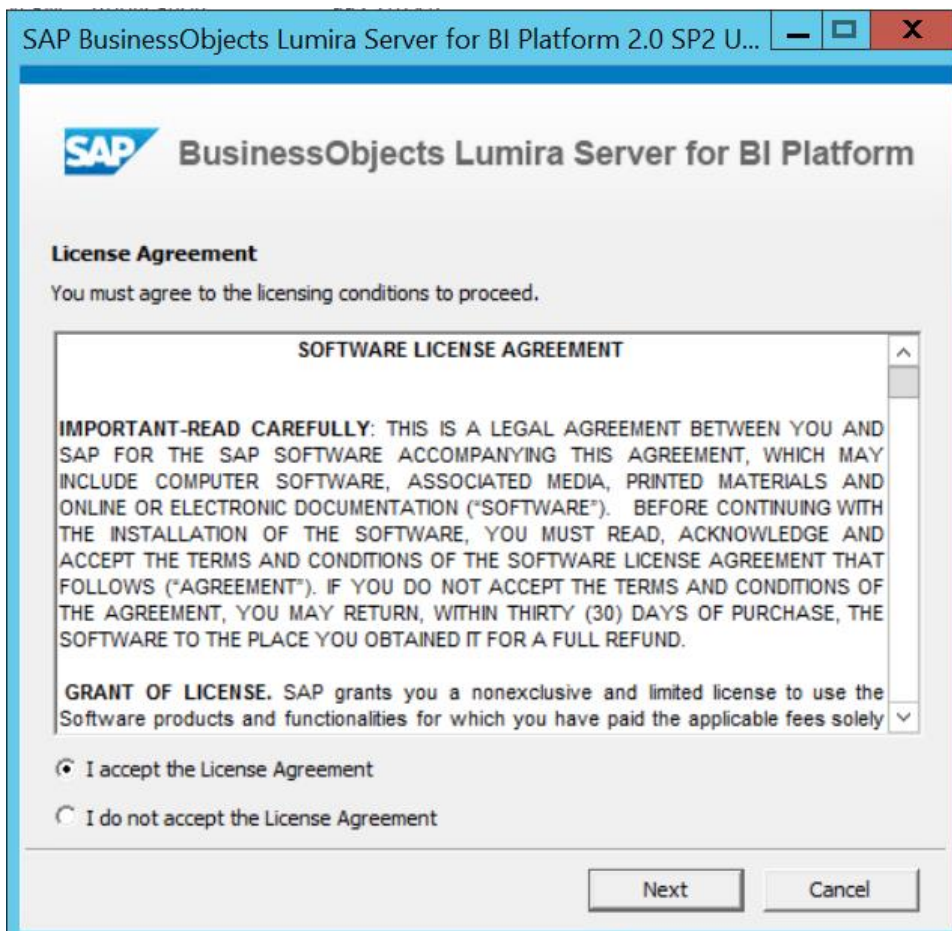 SAP BusinessObjects Lumira Server for BI Platform 2.0 SP2 U...
SAP BusinessObjects Lumira Server for BI Platform
License Agreement
You must agree to the licensing conditions to proceed.
SOFTWARE LICENSE AGREEMENT
IMPORTANT-READ CAREFULLY: THIS IS A LEGAL AGREEMENT BETWEEN YOU AND
SAP FOR THE SAP SOFTWARE ACCOMPANYING THIS AGREEMENT, WHICH MAY
INCLUDE COMPUTER SOFTWARE, ASSOCIATED MEDIA, PRINTED MATERIALS AND
ONLINE OR ELECTRONIC DOCUMENTATION (“SOFTWARE”). BEFORE CONTINUING WITH
THE INSTALLATION OF THE SOFTWARE, YOU MUST READ, ACKNOWLEDGE AND
ACCEPT THE TERMS AND CONDITIONS OF THE SOFTWARE LICENSE AGREEMENT THAT
FOLLOWS (“AGREEMENT”). IF YOU DO NOT ACCEPT THE TERMS AND CONDITIONS OF
THE AGREEMENT, YOU MAY RETURN, WITHIN THIRTY (30) DAYS OF PURCHASE, THE
SOFTWARE TO THE PLACE YOU OBTAINED IT FOR A FULL REFUND.
GRANT OF LICENSE. SAP grants you a nonexclusive and limited license to use the
Software products and functionalities for which you have paid the applicable fees solely
I accept the License Agreement
I do not accept the License Agreement
Next Cancel